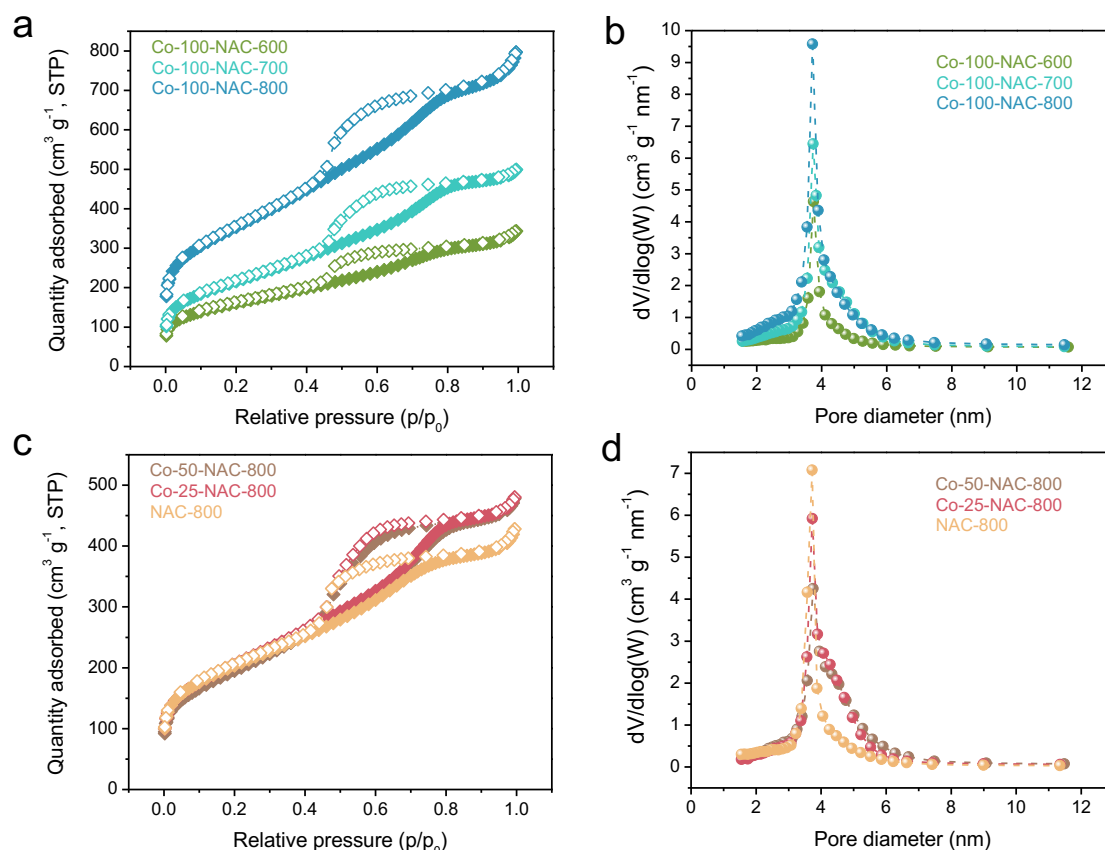 a
Co-100-NAC-600
Co-100-NAC-700
Co-100-NAC-800
Quantity adsorbed (cm³ g⁻¹, STP)
800
700
600
500
400
300
200
100
0
0.0 0.2 0.4 0.6 0.8 1.0
Relative pressure (p/p₀)
b
Co-100-NAC-600
Co-100-NAC-700
Co-100-NAC-800
dV/dlog(W) (cm³ g⁻¹ nm⁻¹)
10
9
8
7
6
5
4
3
2
1
0
2 4 6 8 10 12
Pore diameter (nm)
c
Co-50-NAC-800
Co-25-NAC-800
NAC-800
Quantity adsorbed (cm³ g⁻¹, STP)
500
400
300
200
100
0
0.0 0.2 0.4 0.6 0.8 1.0
Relative pressure (p/p₀)
d
Co-50-NAC-800
Co-25-NAC-800
NAC-800
dV/dlog(W) (cm³ g⁻¹ nm⁻¹)
7
6
5
4
3
2
1
0
2 4 6 8 10 12
Pore diameter (nm)